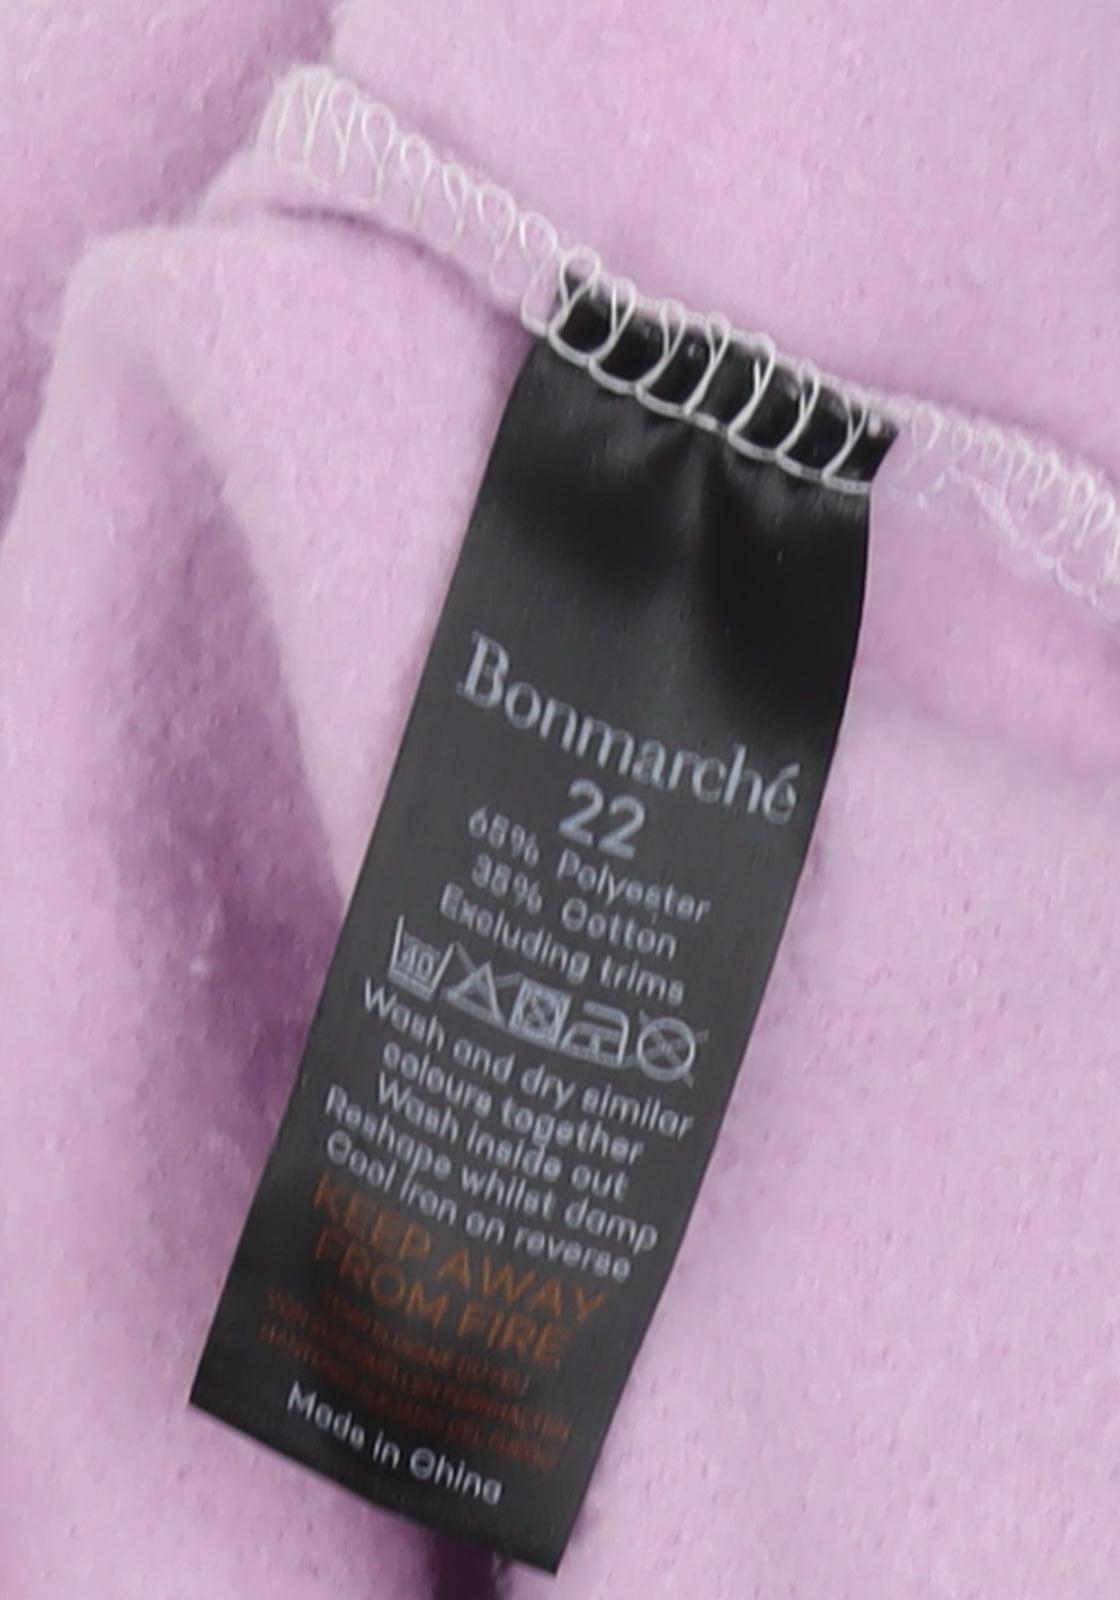 Bonmarché
22
65% Polyester
35% Cotton
Excluding trims
40
Wash and dry similar
colours together
Wash inside out
Reshape whilst damp
Cool iron on reverse
KEEP AWAY
FROM FIRE
Made in China